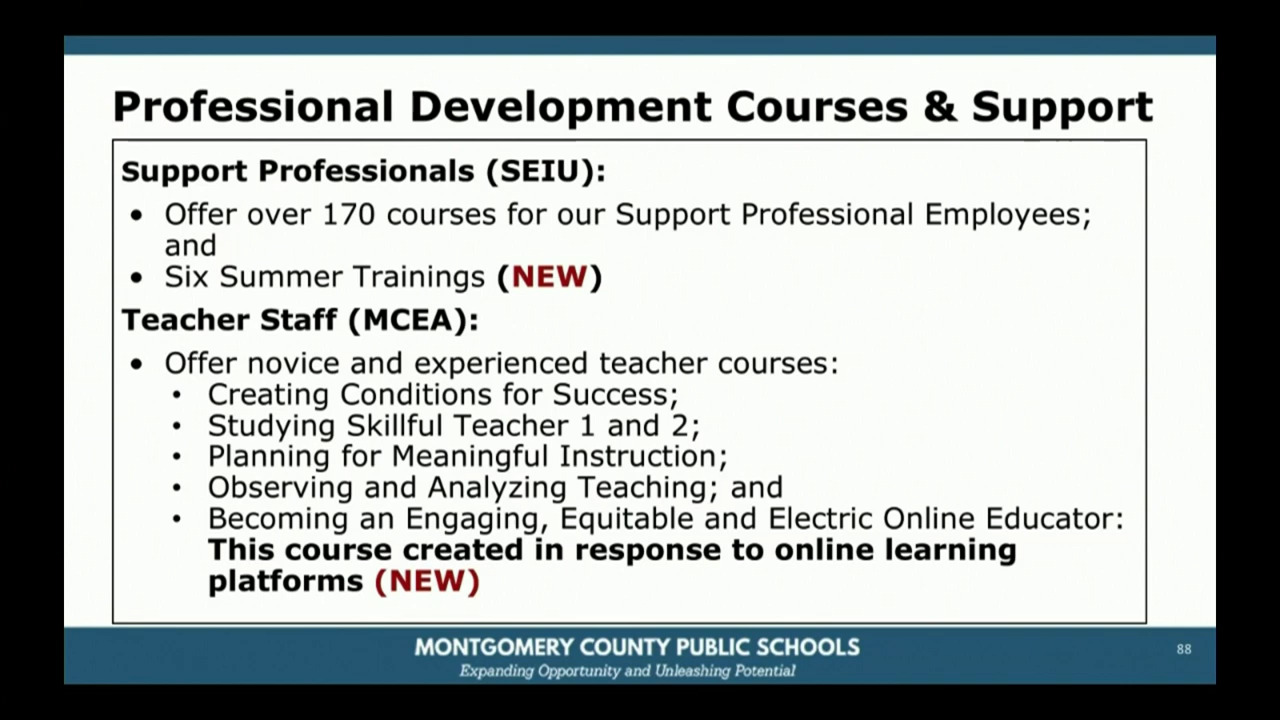 Professional Development Courses & Support
Support Professionals (SEIU):
• Offer over 170 courses for our Support Professional Employees;
and
• Six Summer Trainings (NEW)
Teacher Staff (MCEA):
• Offer novice and experienced teacher courses:
• Creating Conditions for Success;
• Studying Skillful Teacher 1 and 2;
• Planning for Meaningful Instruction;
• Observing and Analyzing Teaching; and
• Becoming an Engaging, Equitable and Electric Online Educator:
This course created in response to online learning
platforms (NEW)
MONTGOMERY COUNTY PUBLIC SCHOOLS
Expanding Opportunity and Unleashing Potential
88